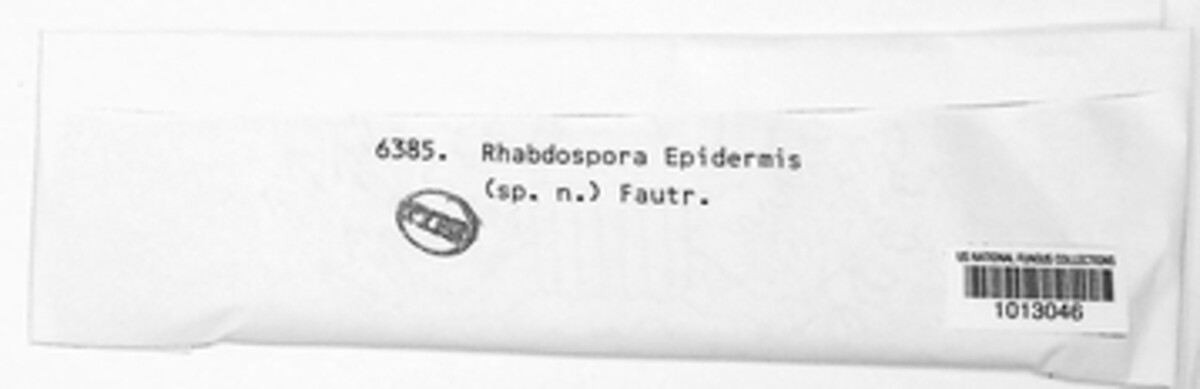 6385. Rhabdospora Epidermis
(sp. n.) Fautr.
US NATIONAL FUNGUS COLLECTIONS
1013046